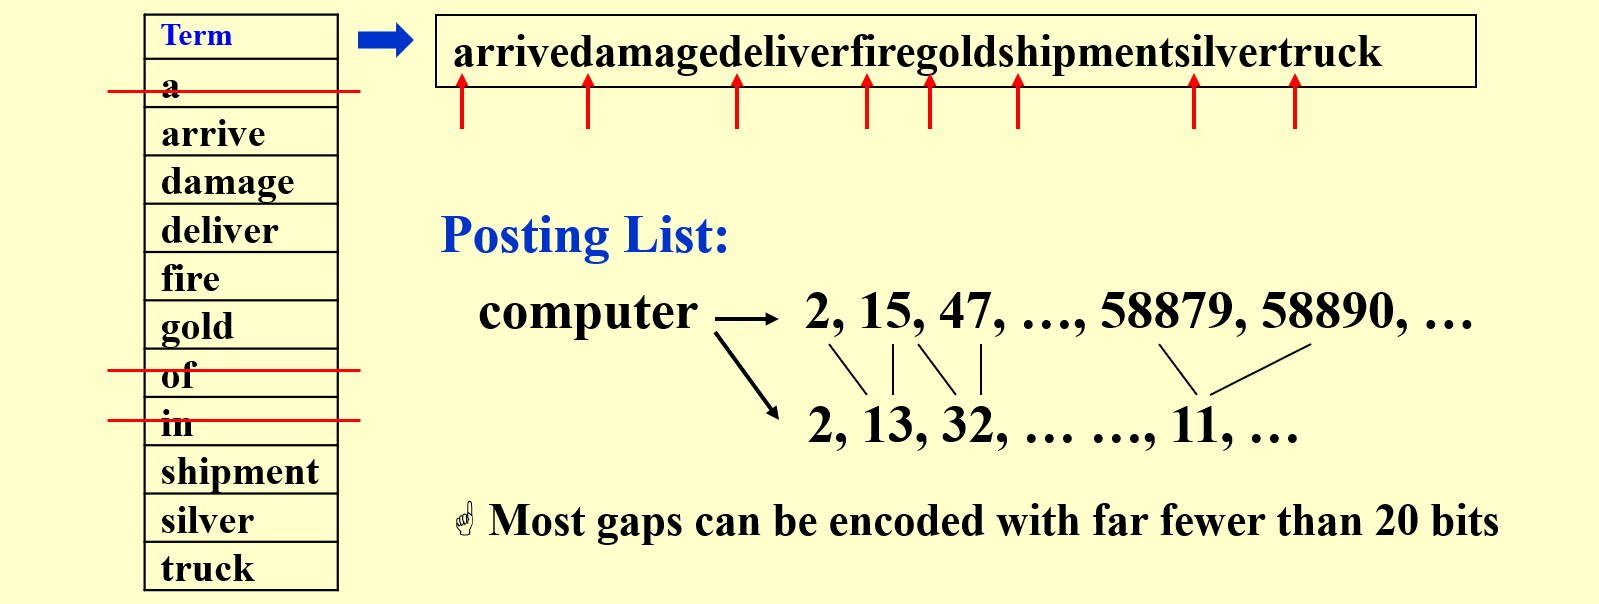 Term
a
arrive
damage
deliver
fire
gold
of
in
shipment
silver
truck
arrivedamagedeliverfiregoldshipmentsilvertruck
Posting List:
computer 2, 15, 47, …, 58879, 58890, …
2, 13, 32, … …, 11, …
☝ Most gaps can be encoded with far fewer than 20 bits